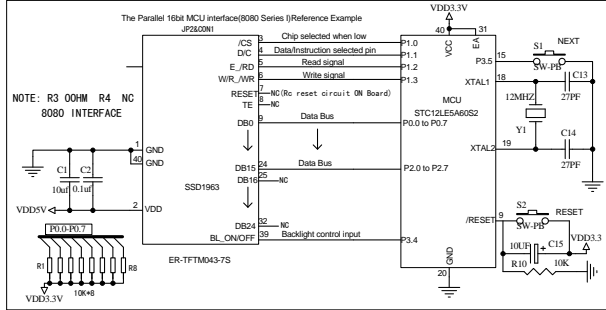 The Parallel 16bit MCU interface(8080 Series I)Reference Example
JP2&CON1
VDD3.3V
40
31
VCC
EA
/CS 3 Chip selected when low P1.0
D/C 4 Data/Instruction selected pin P1.1
E_/RD 5 Read signal P1.2
W/R_/WR 6 Write signal P1.3
RESET 7 NC(Rc reset circuit ON Board)
TE 8 NC
DB0 9 Data Bus P0.0 to P0.7
DB15 24 Data Bus P2.0 to P2.7
DB16 25 NC
DB24 32 NC
BL_ON/OFF 39 Backlight control input P3.4
NOTE: R3 0OHM R4 NC
8080 INTERFACE
1 GND
40 GND
C1
10uf
C2
0.1uf
VDD5V
2 VDD
SSD1963
ER-TFTM043-7S
P0.0-P0.7
R1
R8
10K*8
VDD3.3V
MCU
STC12LE5A60S2
P3.5 15
S1
NEXT
SW-PB
XTAL1 18
C13
27PF
12MHZ
Y1
XTAL2 19
C14
27PF
/RESET 9
S2
RESET
SW-PB
VDD3.3
10UF
+
C15
R10
10K
GND
20